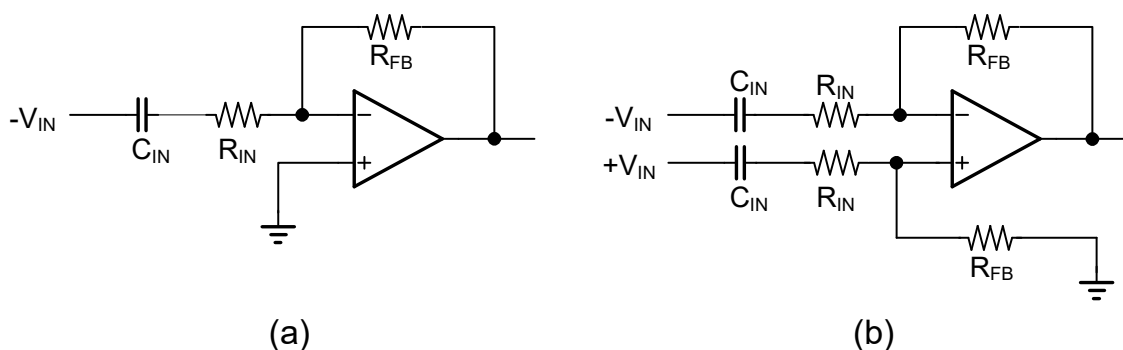 R_FB
-V_IN
C_IN
R_IN
−
+
(a)
R_FB
C_IN
R_IN
-V_IN
−
+V_IN
+
C_IN
R_IN
R_FB
(b)